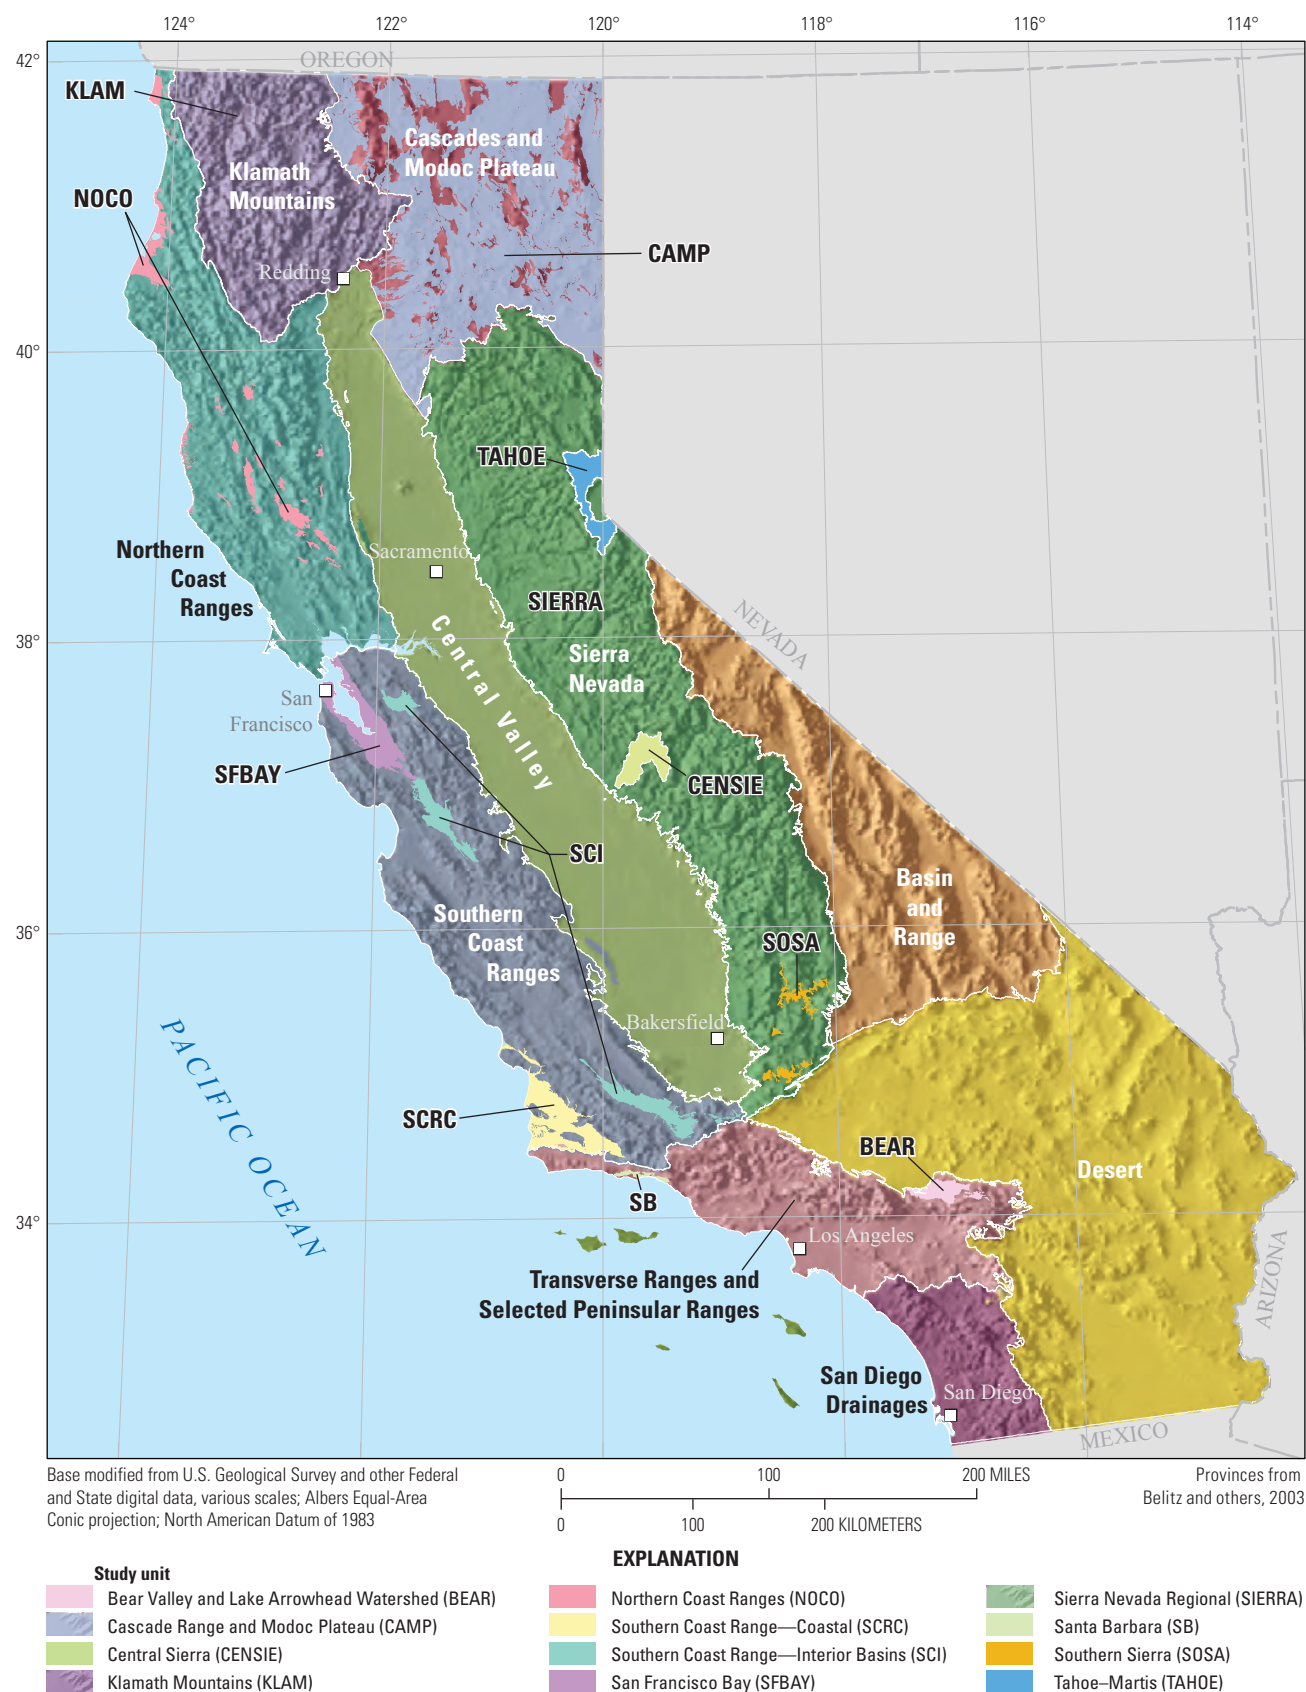 124°
122°
120°
118°
116°
114°
42°
OREGON
KLAM
Cascades and
Modoc Plateau
Klamath
Mountains
NOCO
CAMP
Redding
40°
TAHOE
Northern
Coast
Ranges
Sacramento
SIERRA
NEVADA
38°
Central Valley
Sierra
Nevada
San
Francisco
SFBAY
CENSIE
SCI
Basin
and
Range
Southern
Coast
Ranges
36°
SOSA
PACIFIC OCEAN
Bakersfield
SCRC
BEAR
Desert
SB
34°
Los Angeles
Transverse Ranges and
Selected Peninsular Ranges
ARIZONA
San Diego
Drainages
San Diego
MEXICO
Base modified from U.S. Geological Survey and other Federal
and State digital data, various scales; Albers Equal-Area
Conic projection; North American Datum of 1983
0
100
200 MILES
0
100
200 KILOMETERS
Provinces from
Belitz and others, 2003
EXPLANATION
Study unit
Bear Valley and Lake Arrowhead Watershed (BEAR)
Cascade Range and Modoc Plateau (CAMP)
Central Sierra (CENSIE)
Klamath Mountains (KLAM)
Northern Coast Ranges (NOCO)
Southern Coast Range—Coastal (SCRC)
Southern Coast Range—Interior Basins (SCI)
San Francisco Bay (SFBAY)
Sierra Nevada Regional (SIERRA)
Santa Barbara (SB)
Southern Sierra (SOSA)
Tahoe–Martis (TAHOE)